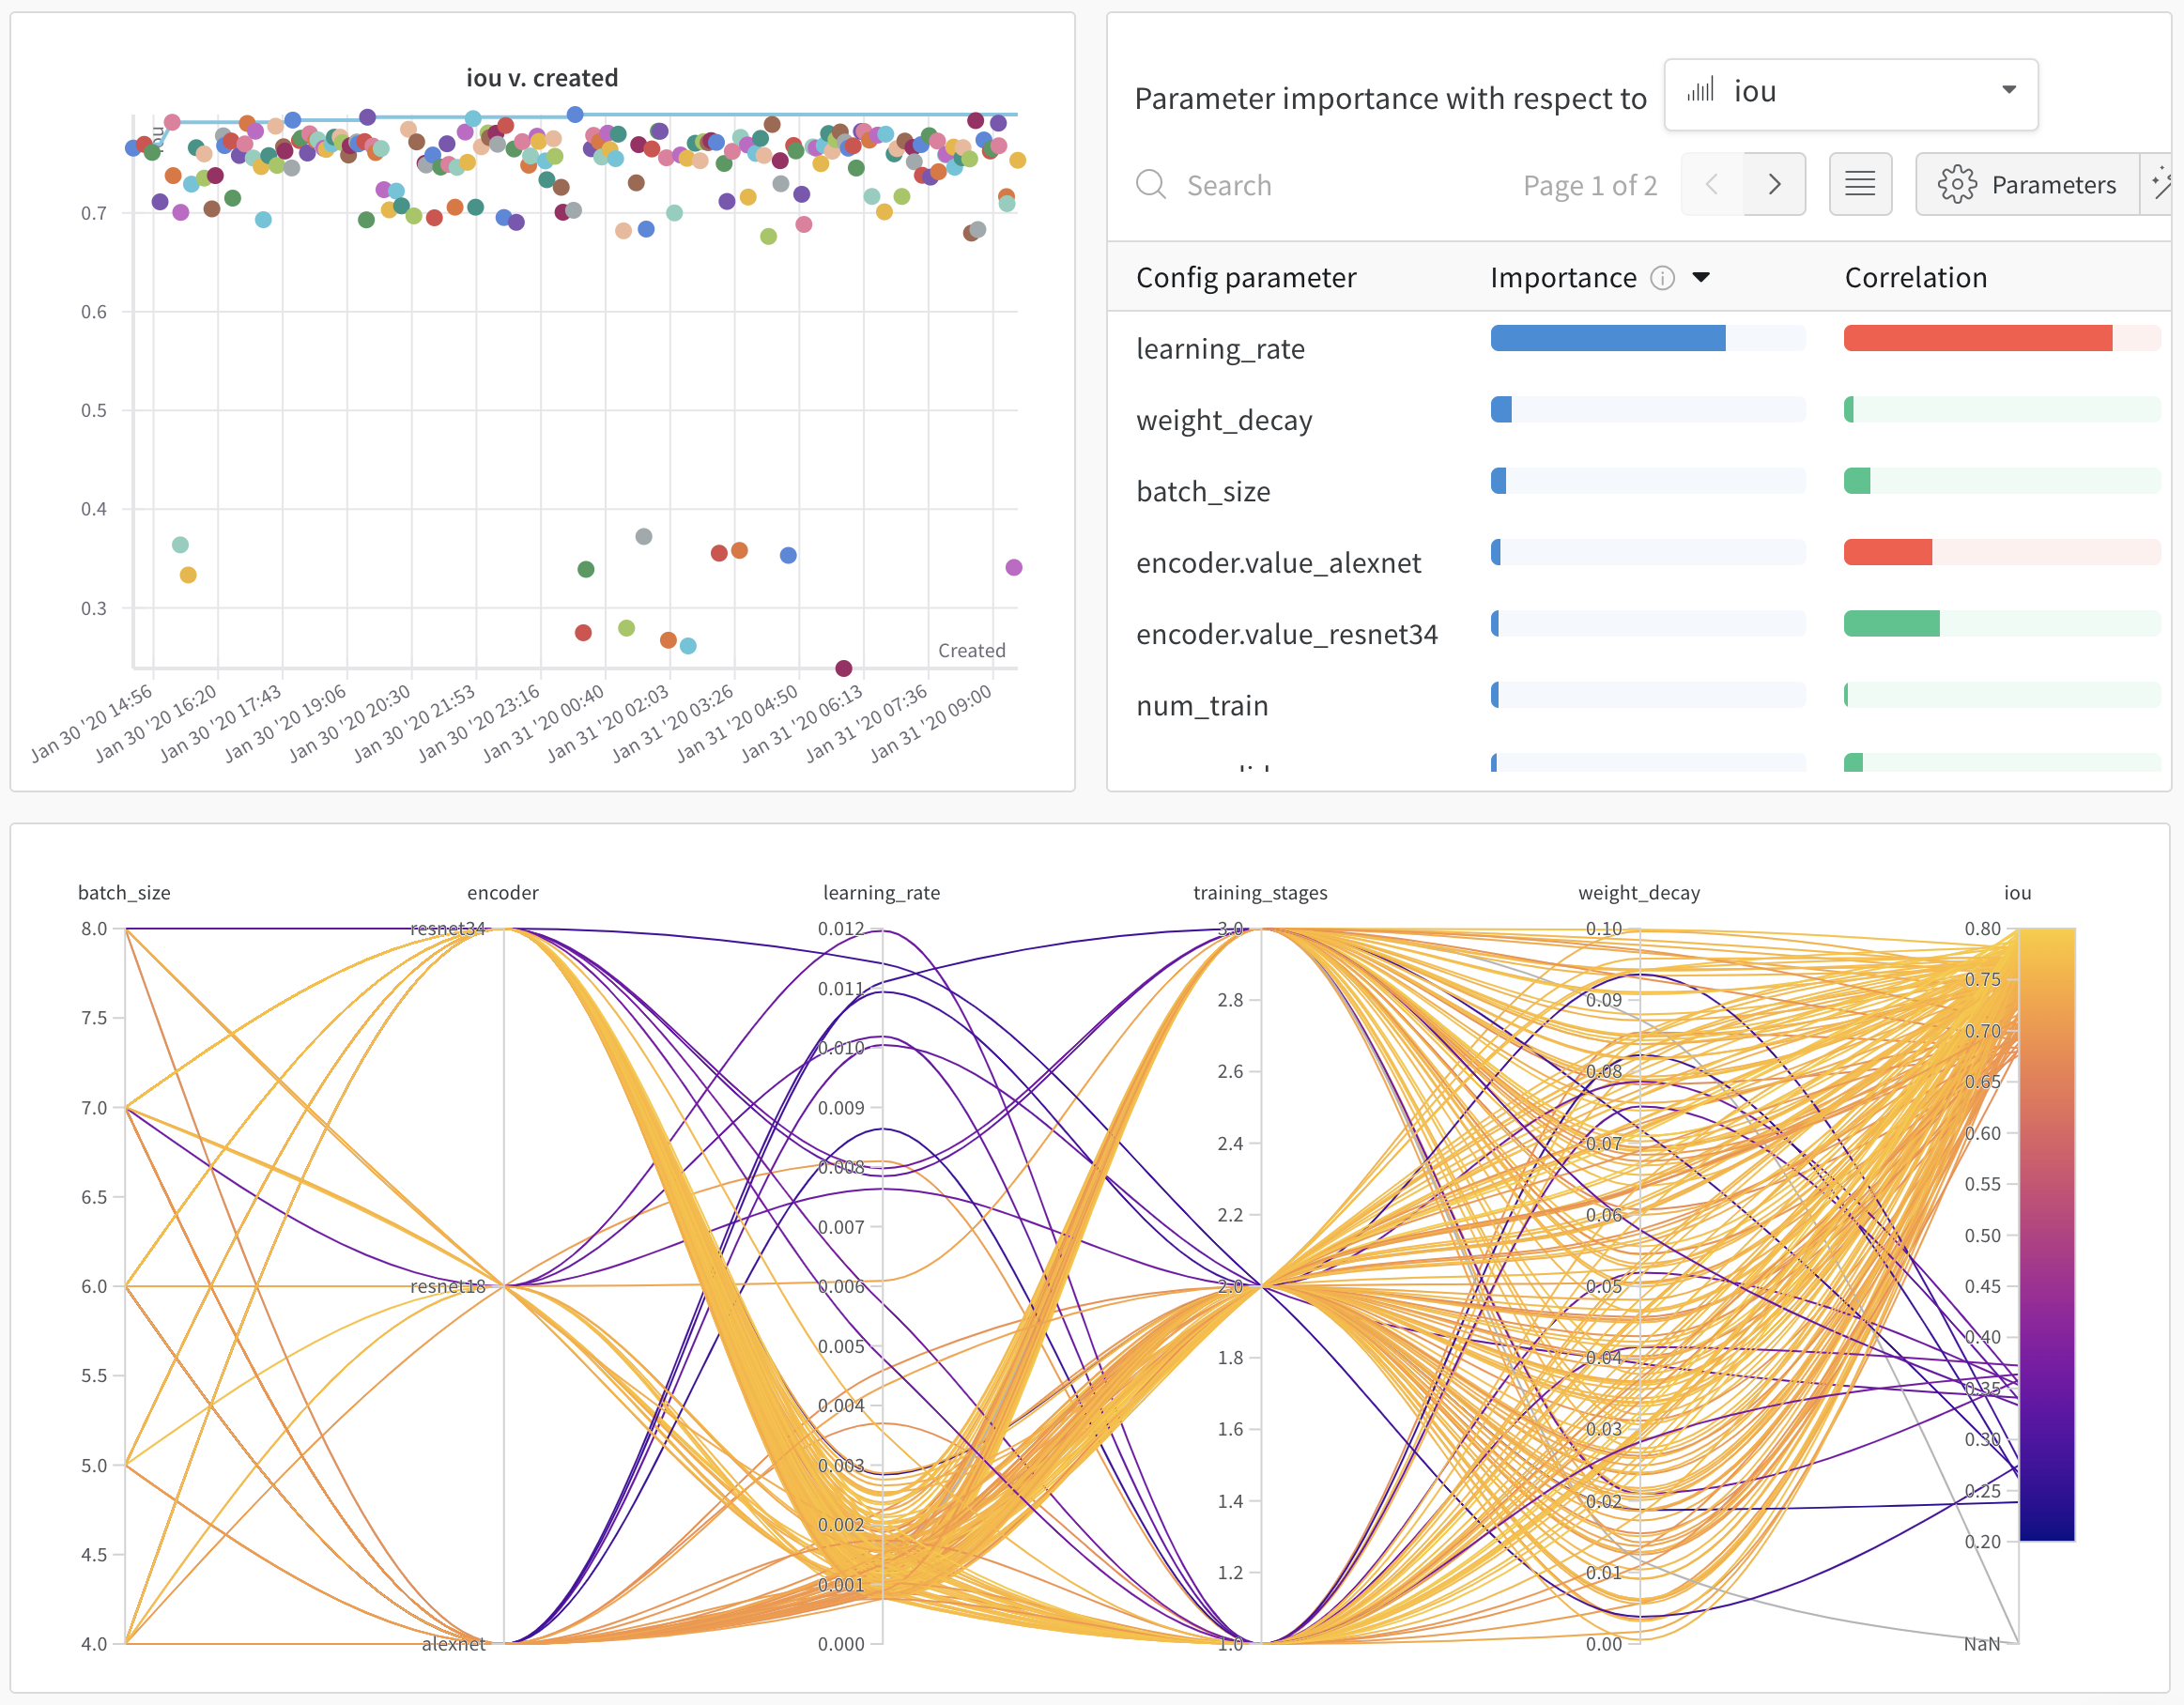 iou v. created
iou
0.7
0.6
0.5
0.4
0.3
Created
Jan 30 '20 14:56
Jan 30 '20 16:20
Jan 30 '20 17:43
Jan 30 '20 19:06
Jan 30 '20 20:30
Jan 30 '20 21:53
Jan 30 '20 23:16
Jan 31 '20 00:40
Jan 31 '20 02:03
Jan 31 '20 03:26
Jan 31 '20 04:50
Jan 31 '20 06:13
Jan 31 '20 07:36
Jan 31 '20 09:00
Parameter importance with respect to iou
Search Page 1 of 2 Parameters
Config parameter Importance Correlation
learning_rate
weight_decay
batch_size
encoder.value_alexnet
encoder.value_resnet34
num_train
batch_size
8.0
7.5
7.0
6.5
6.0
5.5
5.0
4.5
4.0
encoder
resnet34
resnet18
alexnet
learning_rate
0.012
0.011
0.010
0.009
0.008
0.007
0.006
0.005
0.004
0.003
0.002
0.001
0.000
training_stages
3.0
2.8
2.6
2.4
2.2
2.0
1.8
1.6
1.4
1.2
1.0
weight_decay
0.10
0.09
0.08
0.07
0.06
0.05
0.04
0.03
0.02
0.01
0.00
iou
0.80
0.75
0.70
0.65
0.60
0.55
0.50
0.45
0.40
0.35
0.30
0.25
0.20
NaN